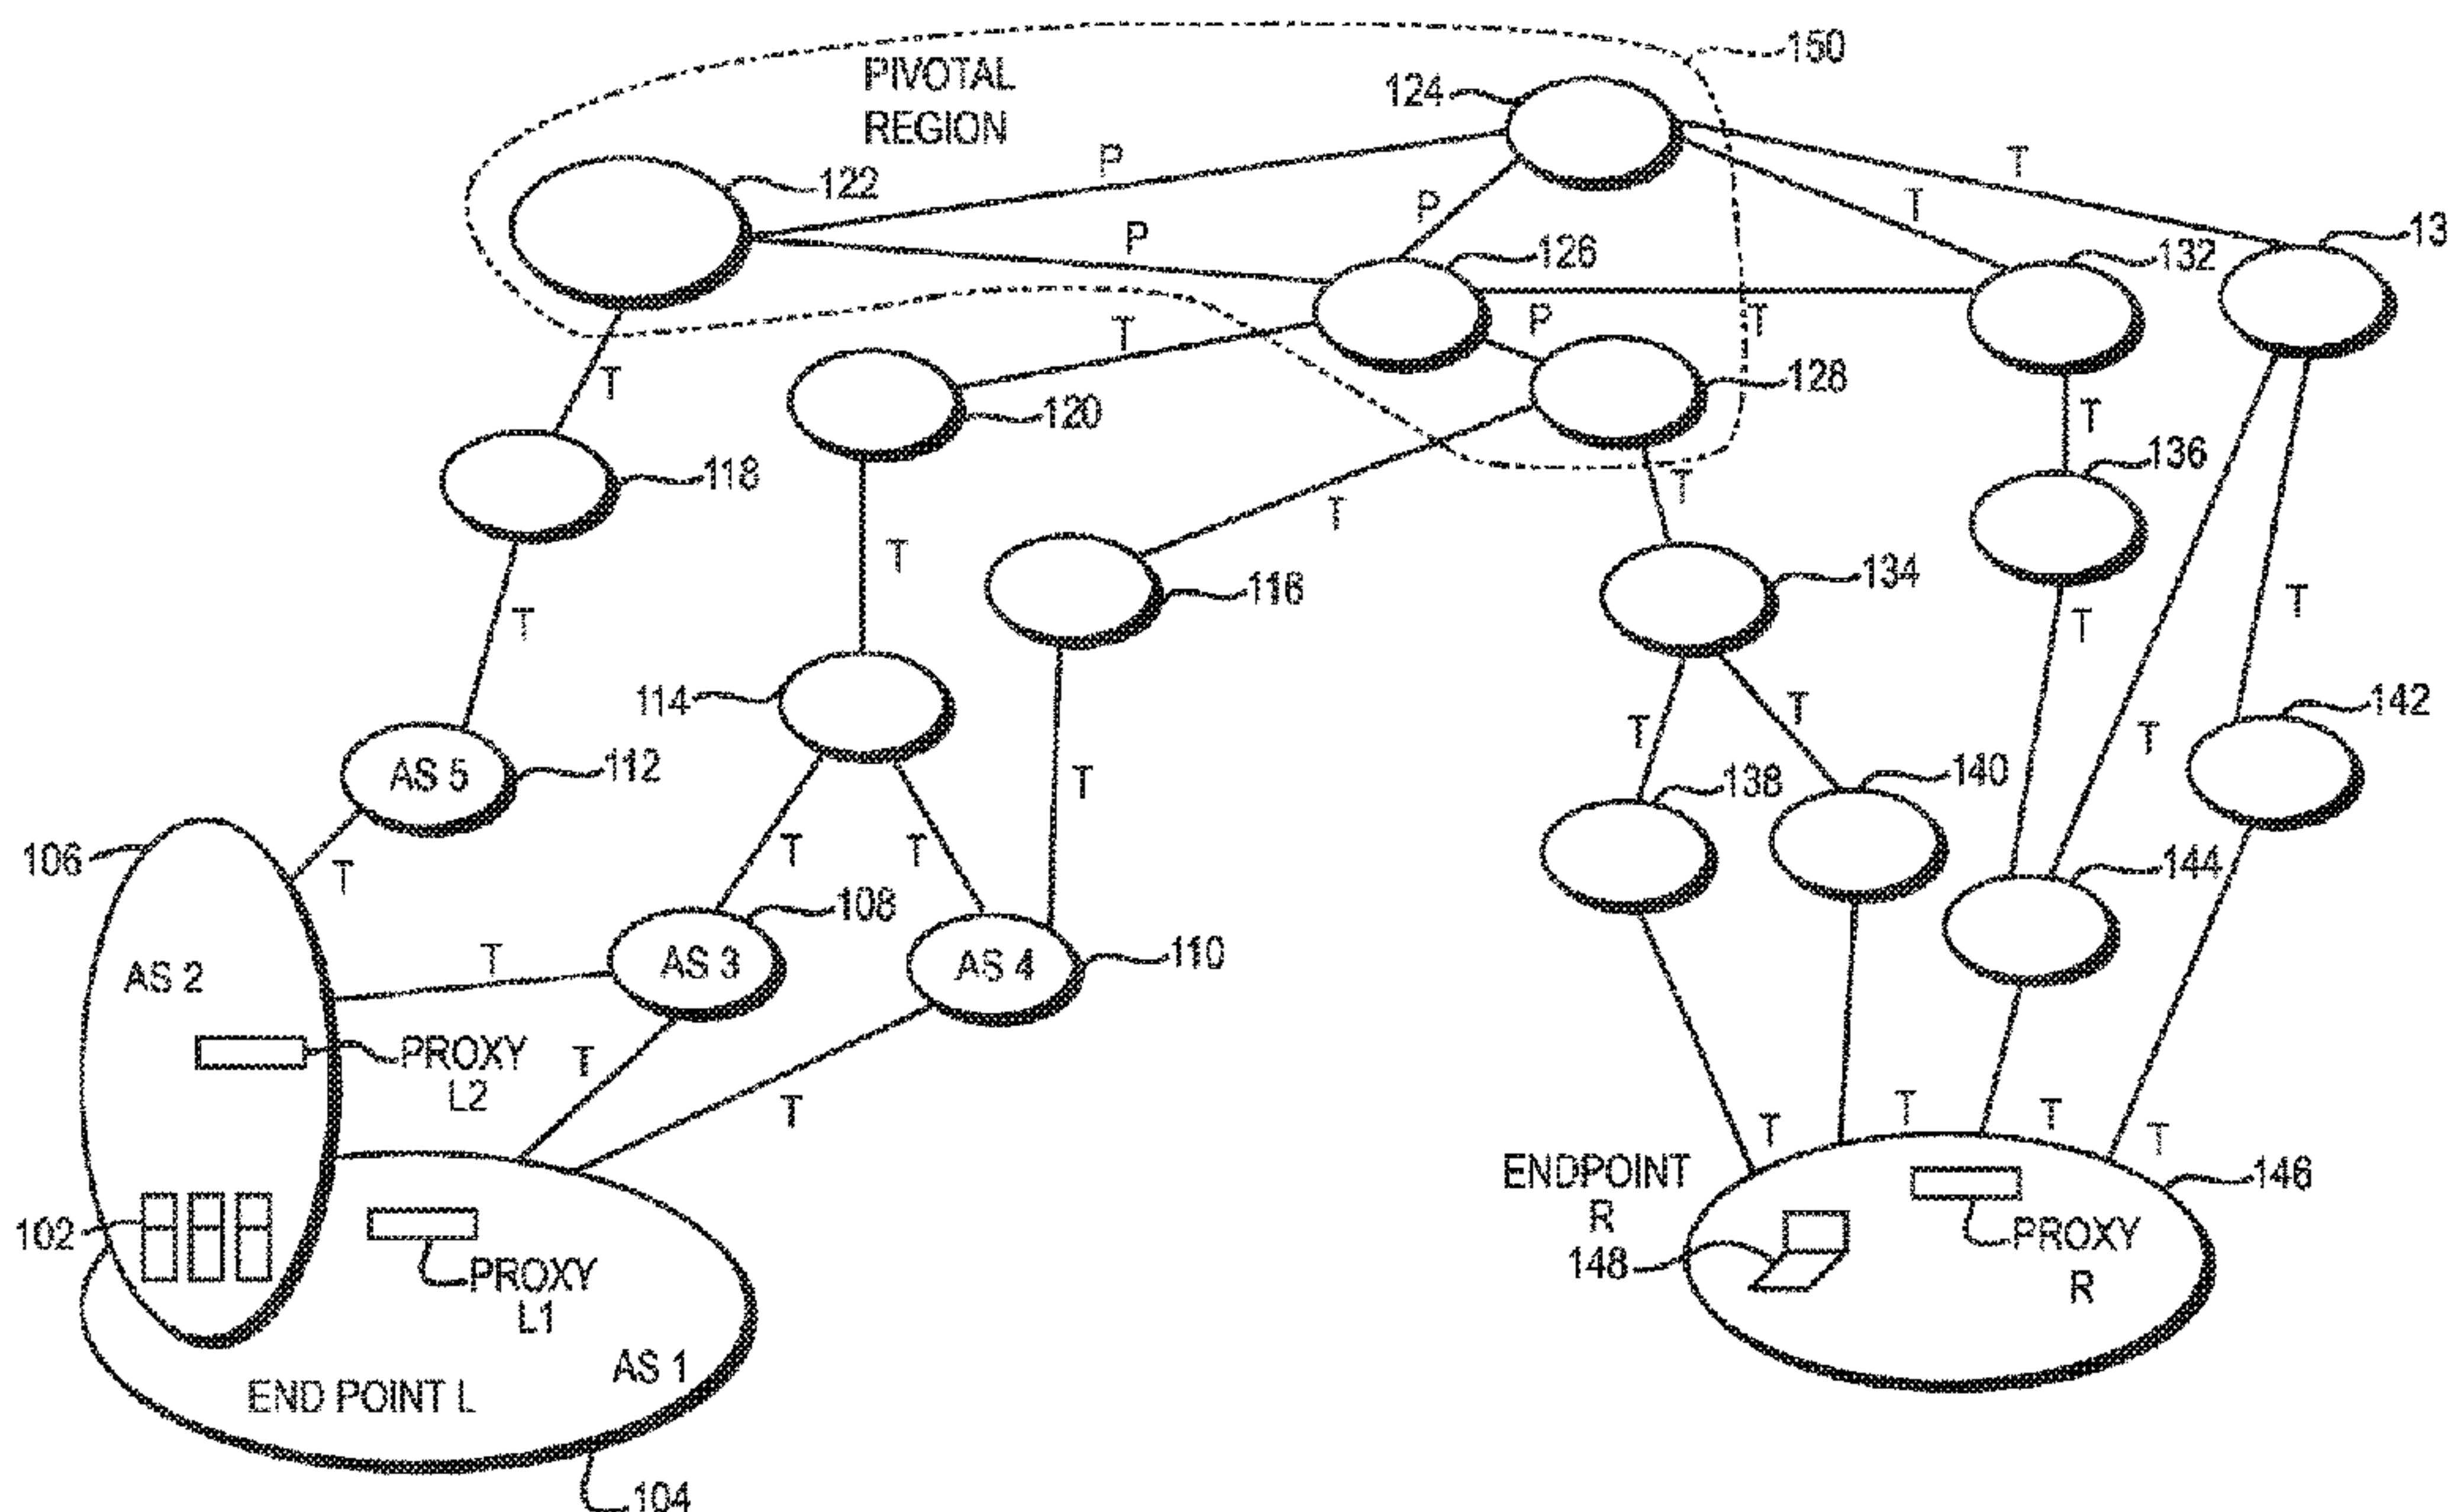 150
PIVOTAL
REGION
124
P
T
122
T
13
P
P
126
132
T
P
T
T
128
120
T
118
136
T
T
T
116
134
T
T
T
114
142
T
T
T
AS 5
112
T
138
140
106
T
T
T
144
108
T
AS 2
AS 3
AS 4
110
PROXY
L2
T
T
T
T
T
T
ENDPOINT
R
146
102
PROXY
L1
148
PROXY
R
AS 1
END POINT L
104